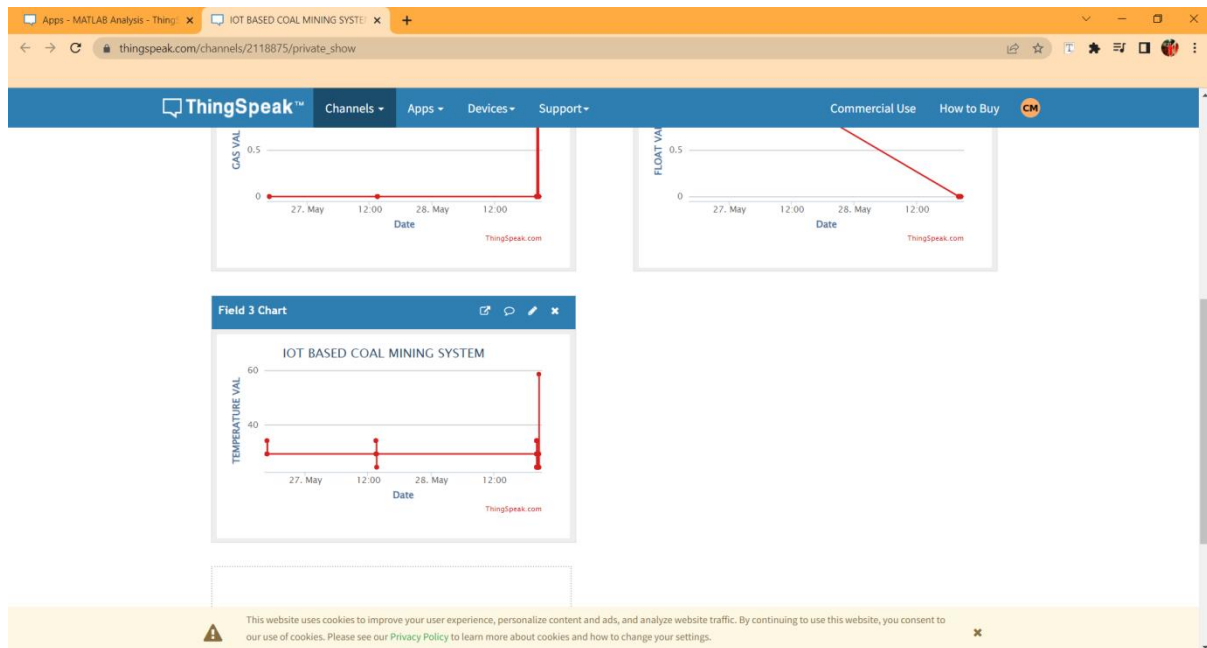 Apps - MATLAB Analysis - Thing
IOT BASED COAL MINING SYSTE
thingspeak.com/channels/2118875/private_show
ThingSpeak™
Channels
Apps
Devices
Support
Commercial Use
How to Buy
CM
GAS VAL
0.5
0
27. May
12:00
28. May
12:00
Date
ThingSpeak.com
FLOAT VA
0.5
0
27. May
12:00
28. May
12:00
Date
ThingSpeak.com
Field 3 Chart
IOT BASED COAL MINING SYSTEM
TEMPERATURE VAL
60
40
27. May
12:00
28. May
12:00
Date
ThingSpeak.com
This website uses cookies to improve your user experience, personalize content and ads, and analyze website traffic. By continuing to use this website, you consent to
our use of cookies. Please see our Privacy Policy to learn more about cookies and how to change your settings.